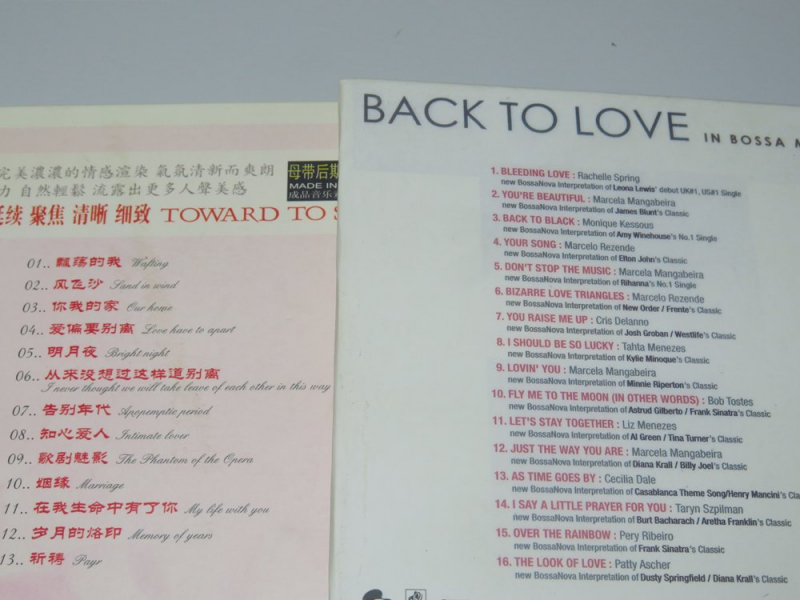 完美濃濃的情感渲染 氣氛清新而爽朗
力 自然輕鬆 流露出更多人聲美感
母带后期
MADE IN
延续 聚焦 清晰 细致 TOWARD TO
01.. 飘荡的我 Wafting
02.. 风飞沙 Sand in wind
03.. 你我的家 Our home
04.. 爱偏要别离 Love have to apart
05.. 明月夜 Bright night
06.. 从来没想过这样道别离
I never thought we will take leave of each other in this way
07.. 告别年代 Apopemptic period
08.. 知心爱人 Intimate lover
09.. 歌剧魅影 The Phantom of the Opera
10.. 姻缘 Marriage
11.. 在我生命中有了你 My life with you
12.. 岁月的烙印 Memory of years
13.. 祈祷 Payr
BACK TO LOVE IN BOSSA
1. BLEEDING LOVE : Rachelle Spring
new BossaNova Interpretation of Leona Lewis' debut UK#1, US#1 Single
2. YOU'RE BEAUTIFUL : Marcela Mangabeira
new BossaNova Interpretation of James Blunt's Classic
3. BACK TO BLACK : Monique Kessous
new BossaNova Interpretation of Amy Winehouse's No.1 Single
4. YOUR SONG : Marcelo Rezende
new BossaNova Interpretation of Elton John's Classic
5. DON'T STOP THE MUSIC : Marcela Mangabeira
new BossaNova Interpretation of Rihanna's No.1 Single
6. BIZARRE LOVE TRIANGLES : Marcelo Rezende
new BossaNova Interpretation of New Order / Frente's Classic
7. YOU RAISE ME UP : Cris Delanno
new BossaNova Interpretation of Josh Groban / Westlife's Classic
8. I SHOULD BE SO LUCKY : Tahta Menezes
new BossaNova Interpretation of Kylie Minoque's Classic
9. LOVIN' YOU : Marcela Mangabeira
new BossaNova Interpretation of Minnie Riperton's Classic
10. FLY ME TO THE MOON (IN OTHER WORDS) : Bob Tostes
new BossaNova Interpretation of Astrud Gilberto / Frank Sinatra's Classic
11. LET'S STAY TOGETHER : Liz Menezes
new BossaNova Interpretation of Al Green / Tina Turner's Classic
12. JUST THE WAY YOU ARE : Marcela Mangabeira
new BossaNova Interpretation of Diana Krall / Billy Joel's Classic
13. AS TIME GOES BY : Cecilia Dale
new BossaNova Interpretation of Casablanca Theme Song/Henry Mancini's Cla
14. I SAY A LITTLE PRAYER FOR YOU : Taryn Szpilman
new BossaNova Interpretation of Burt Bacharach / Aretha Franklin's Classic
15. OVER THE RAINBOW : Pery Ribeiro
new BossaNova Interpretation of Frank Sinatra's Classic
16. THE LOOK OF LOVE : Patty Ascher
new BossaNova Interpretation of Dusty Springfield / Diana Krall's Classic